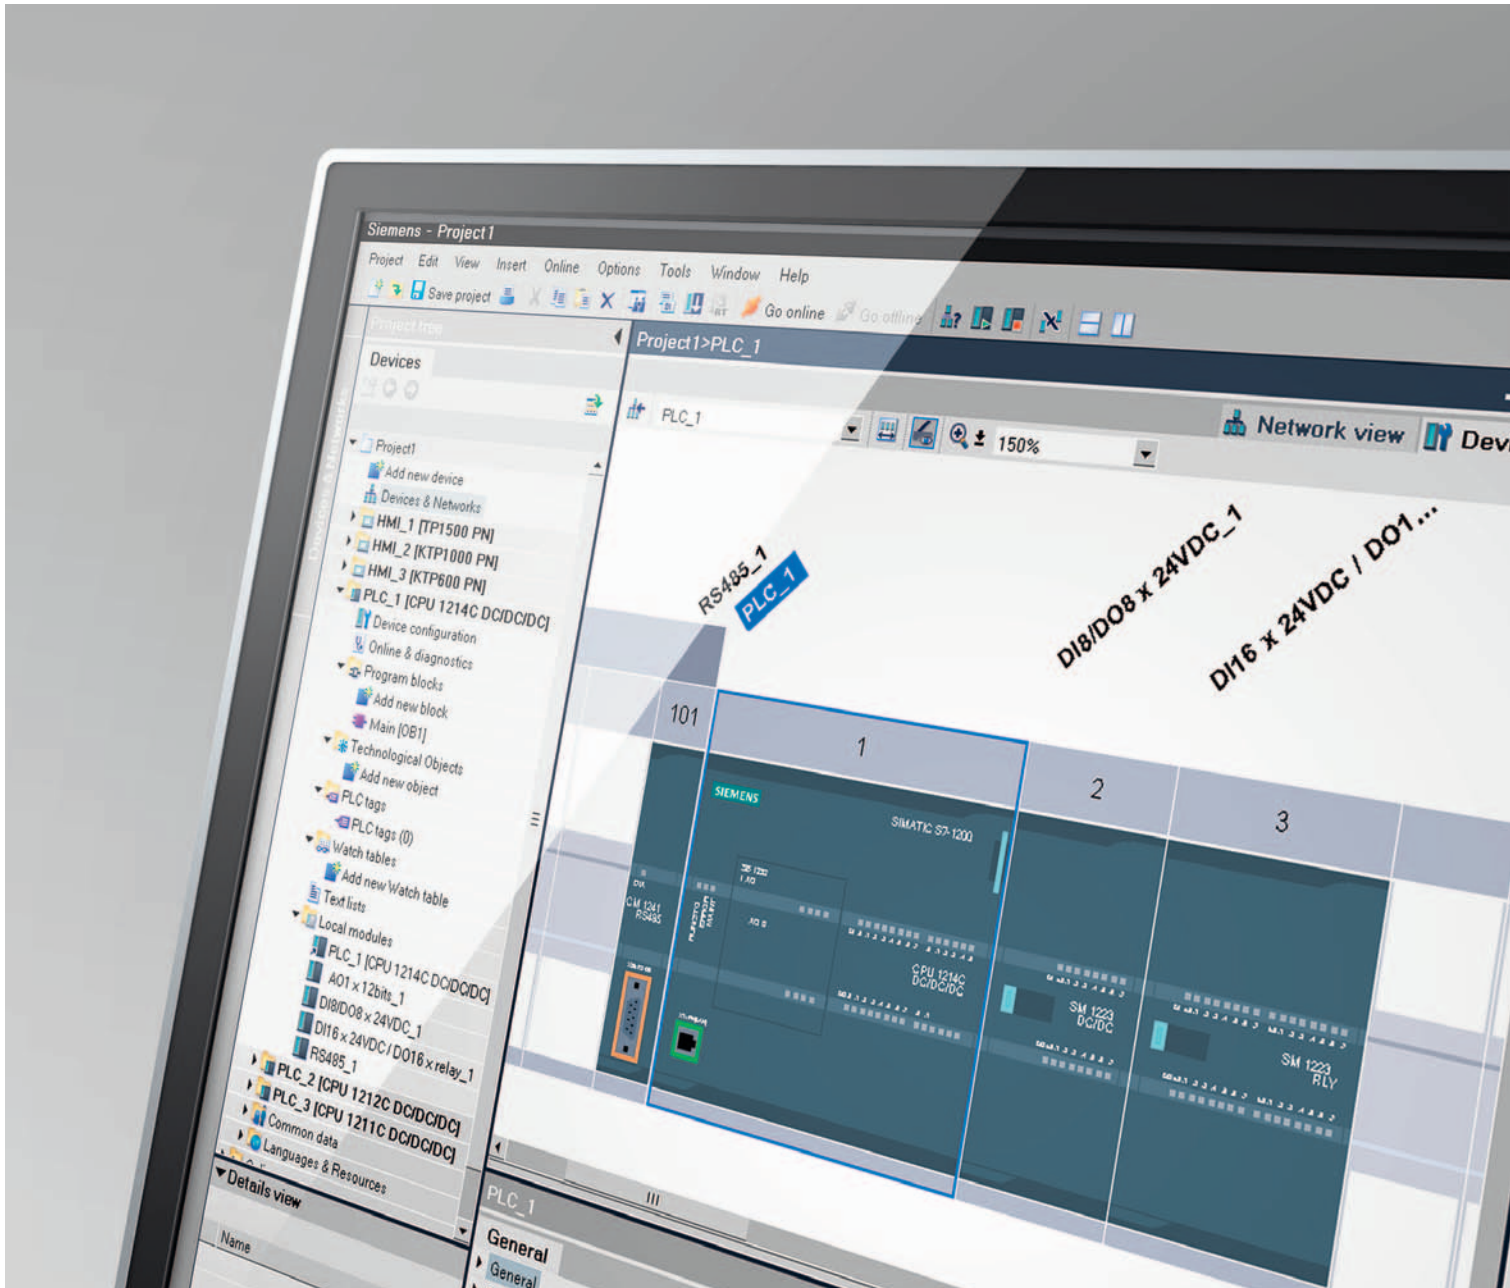 Siemens - Project1
Project Edit View Insert Online Options Tools Window Help
Save project Go online Go offline
Project tree
Project1>PLC_1
Devices
PLC_1
150%
Network view
Project1
Add new device
Devices & Networks
HMI_1 [TP1500 PN]
HMI_2 [KTP1000 PN]
HMI_3 [KTP600 PN]
PLC_1 [CPU 1214C DC/DC/DC]
Device configuration
Online & diagnostics
Program blocks
Add new block
Main [OB1]
Technological Objects
Add new object
PLC tags
PLC tags (0)
Watch tables
Add new Watch table
Text lists
Local modules
PLC_1 [CPU 1214C DC/DC/DC]
AO1 x 12bits_1
DI8/DO8 x 24VDC_1
DI16 x 24VDC / DO16 x relay_1
RS485_1
PLC_2 [CPU 1212C DC/DC/DC]
PLC_3 [CPU 1211C DC/DC/DC]
Common data
Languages & Resources
Details view
Name
RS485_1
PLC_1
DI8/DO8 x 24VDC_1
DI16 x 24VDC / DO1...
101
1
2
3
SIEMENS
SIMATIC S7-1200
CM 1241
RS485
CPU 1214C
DC/DC/DC
SM 1223
DC/DC
SM 1223
RLY
PLC_1
General
General